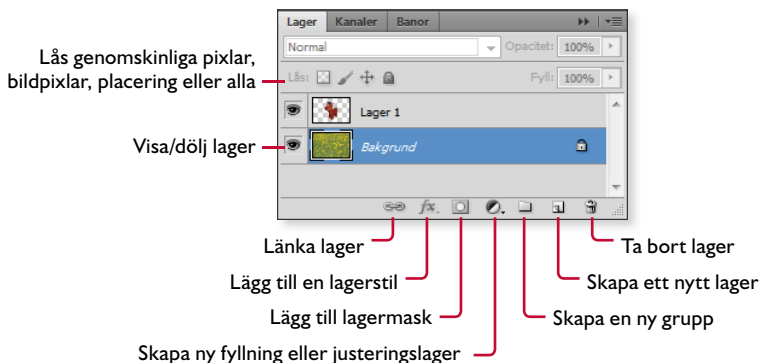 Lager Kanaler Banor
Normal Opacitet: 100%
Lås genomskinliga pixlar,
bildpixlar, placering eller alla
Lås: Fyll: 100%
Lager 1
Visa/dölj lager
Bakgrund
fx
Länka lager
Ta bort lager
Lägg till en lagerstil
Skapa ett nytt lager
Lägg till lagermask
Skapa en ny grupp
Skapa ny fyllning eller justeringslager